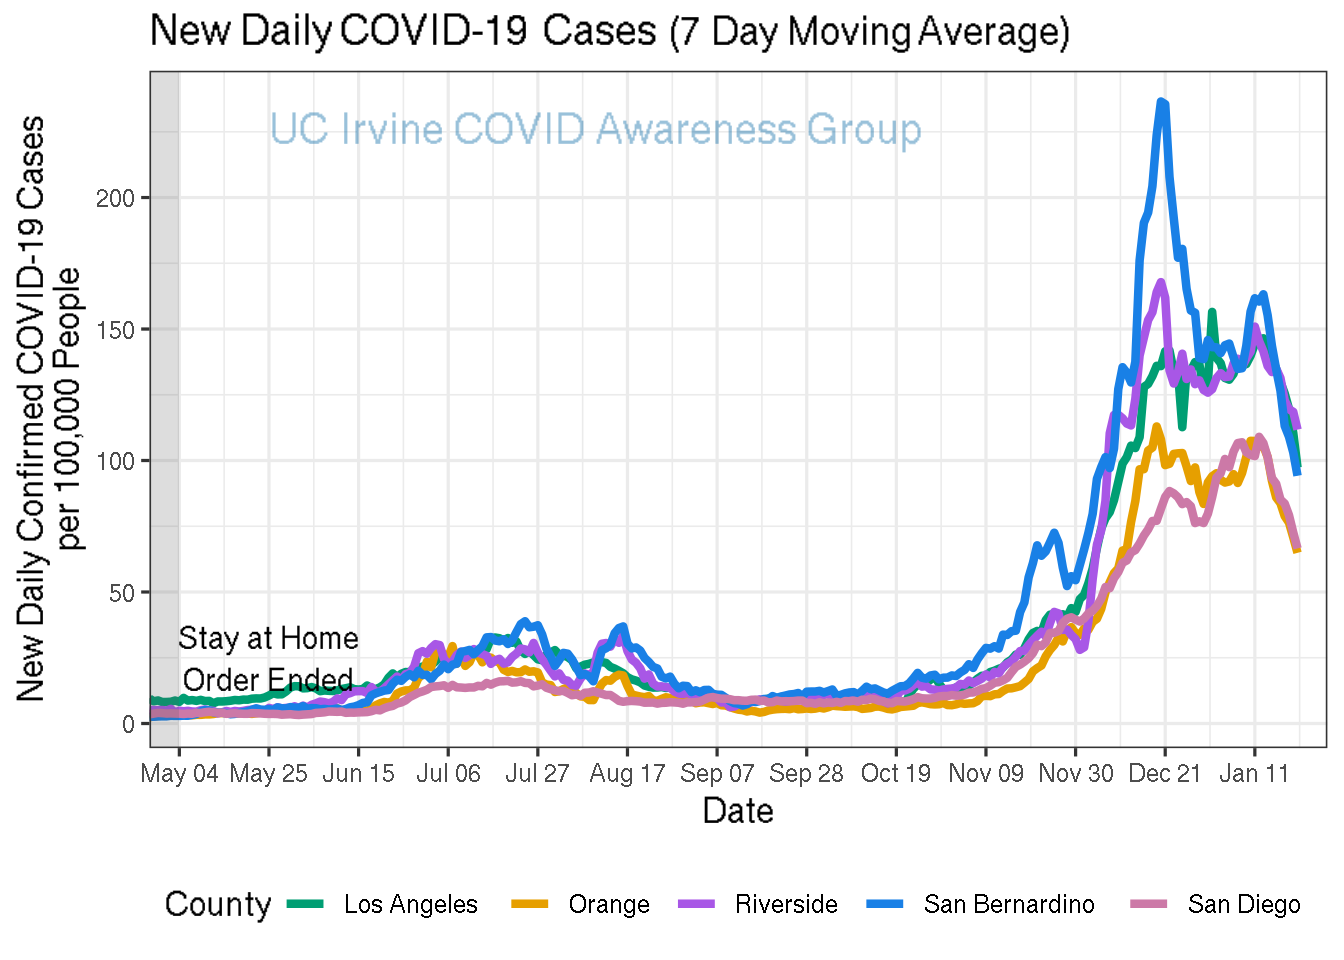 New Daily COVID-19 Cases (7 Day Moving Average)
UC Irvine COVID Awareness Group
New Daily Confirmed COVID-19 Cases
per 100,000 People
200
150
100
50
0
Stay at Home
Order Ended
May 04 May 25 Jun 15 Jul 06 Jul 27 Aug 17 Sep 07 Sep 28 Oct 19 Nov 09 Nov 30 Dec 21 Jan 11
Date
County Los Angeles Orange Riverside San Bernardino San Diego